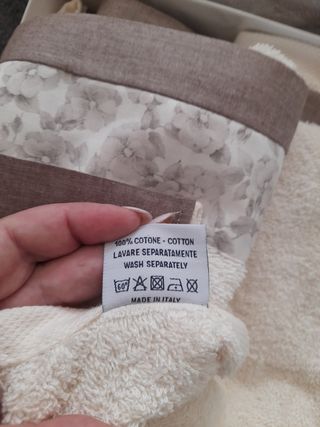 100% COTONE - COTTON
LAVARE SEPARATAMENTE
WASH SEPARATELY
60°
MADE IN ITALY